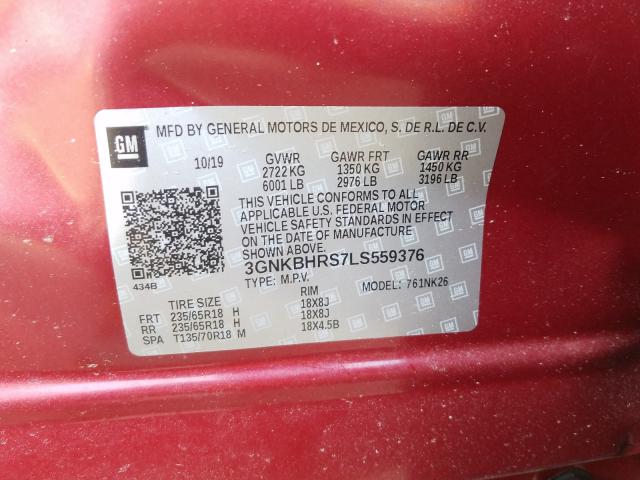 GM
MFD BY GENERAL MOTORS DE MEXICO, S. DE R.L. DE C.V.
10/19 GVWR GAWR FRT GAWR RR
2722 KG 1350 KG 1450 KG
6001 LB 2976 LB 3196 LB
THIS VEHICLE CONFORMS TO ALL
APPLICABLE U.S. FEDERAL MOTOR
VEHICLE SAFETY STANDARDS IN EFFECT
ON THE DATE OF MANUFACTURE
SHOWN ABOVE.
3GNKBHRS7LS559376
434B
TYPE: M.P.V. MODEL: 761NK26
TIRE SIZE RIM
FRT 235/65R18 H 18X8J
RR 235/65R18 H 18X8J
SPA T135/70R18 M 18X4.5B